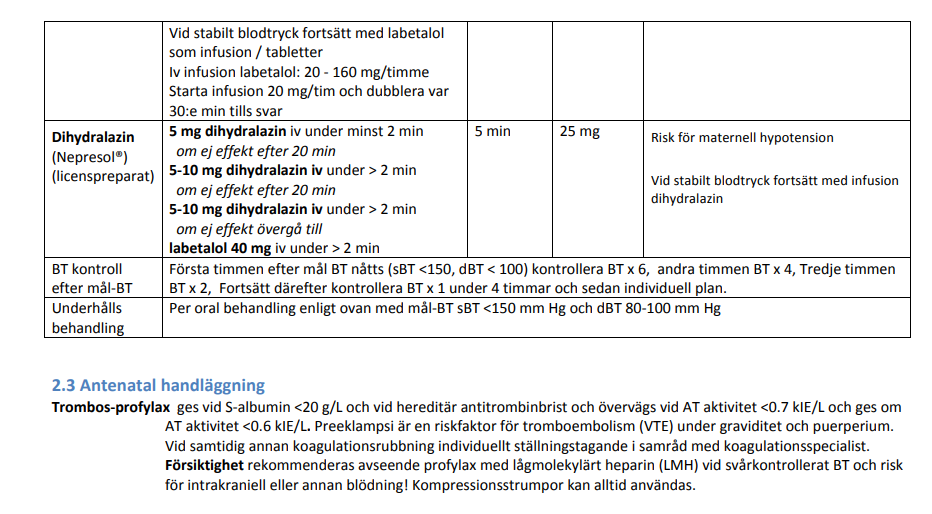 Vid stabilt blodtryck fortsätt med labetalol
som infusion / tabletter
Iv infusion labetalol: 20 - 160 mg/timme
Starta infusion 20 mg/tim och dubblera var
30:e min tills svar
Dihydralazin
(Nepresol®)
(licenspreparat)
5 mg dihydralazin iv under minst 2 min
om ej effekt efter 20 min
5-10 mg dihydralazin iv under > 2 min
om ej effekt efter 20 min
5-10 mg dihydralazin iv under > 2 min
om ej effekt övergå till
labetalol 40 mg iv under > 2 min
5 min
25 mg
Risk för maternell hypotension
Vid stabilt blodtryck fortsätt med infusion
dihydralazin
BT kontroll
efter mål-BT
Första timmen efter mål BT nåtts (sBT <150, dBT < 100) kontrollera BT x 6, andra timmen BT x 4, Tredje timmen
BT x 2, Fortsätt därefter kontrollera BT x 1 under 4 timmar och sedan individuell plan.
Underhålls
behandling
Per oral behandling enligt ovan med mål-BT sBT <150 mm Hg och dBT 80-100 mm Hg
2.3 Antenatal handläggning
Trombos-profylax ges vid S-albumin <20 g/L och vid hereditär antitrombinbrist och övervägs vid AT aktivitet <0.7 kIE/L och ges om
AT aktivitet <0.6 kIE/L. Preeklampsi är en riskfaktor för tromboembolism (VTE) under graviditet och puerperium.
Vid samtidig annan koagulationsrubbning individuellt ställningstagande i samråd med koagulationsspecialist.
Försiktighet rekommenderas avseende profylax med lågmolekylärt heparin (LMH) vid svårkontrollerat BT och risk
för intrakraniell eller annan blödning! Kompressionsstrumpor kan alltid användas.